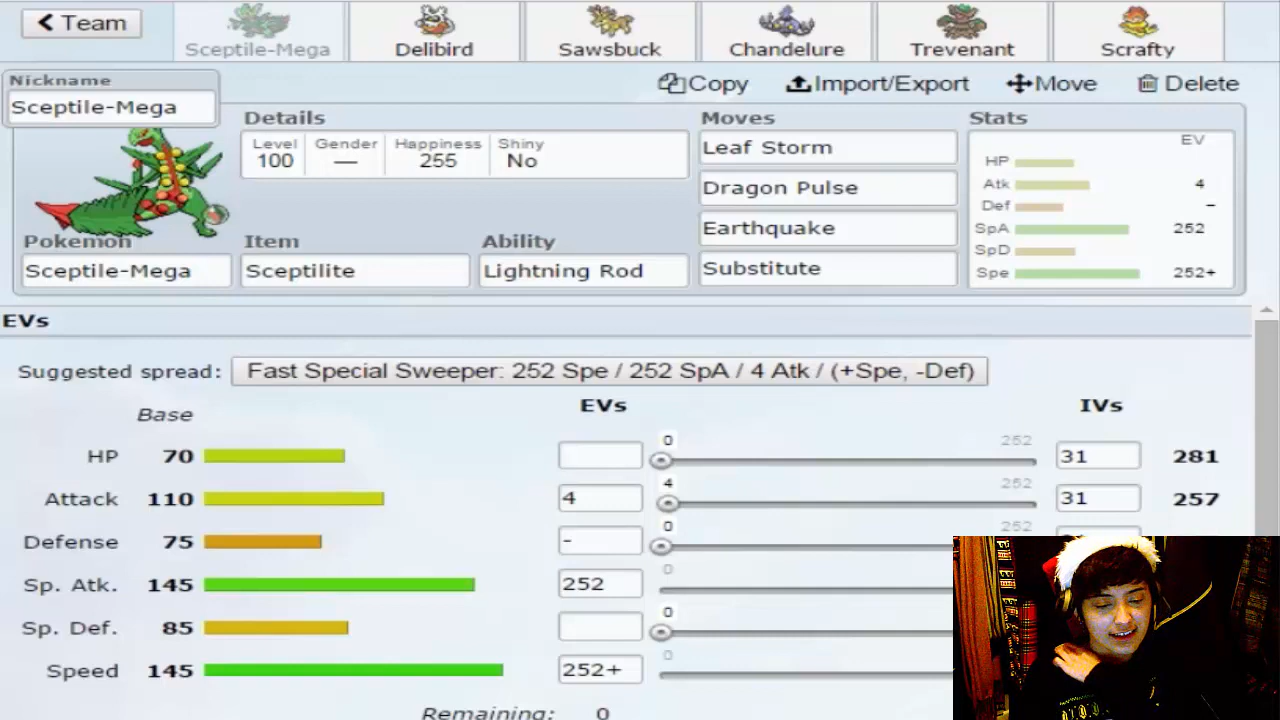 Team
Sceptile-Mega
Delibird
Sawsbuck
Chandelure
Trevenant
Scrafty
Nickname
Sceptile-Mega
Copy
Import/Export
Move
Delete
Details
Level Gender Happiness Shiny
100 — 255 No
Moves
Leaf Storm
Dragon Pulse
Earthquake
Substitute
Stats
EV
HP
Atk 4
Def -
SpA 252
SpD
Spe 252+
Pokemon Item Ability
Sceptile-Mega Sceptilite Lightning Rod
EVs
Suggested spread: Fast Special Sweeper: 252 Spe / 252 SpA / 4 Atk / (+Spe, -Def)
Base EVs IVs
HP 70 0 252 31 281
Attack 110 4 4 252 31 257
Defense 75 - 0 252
Sp. Atk. 145 252 0
Sp. Def. 85 0
Speed 145 252+ 0
Remaining: 0